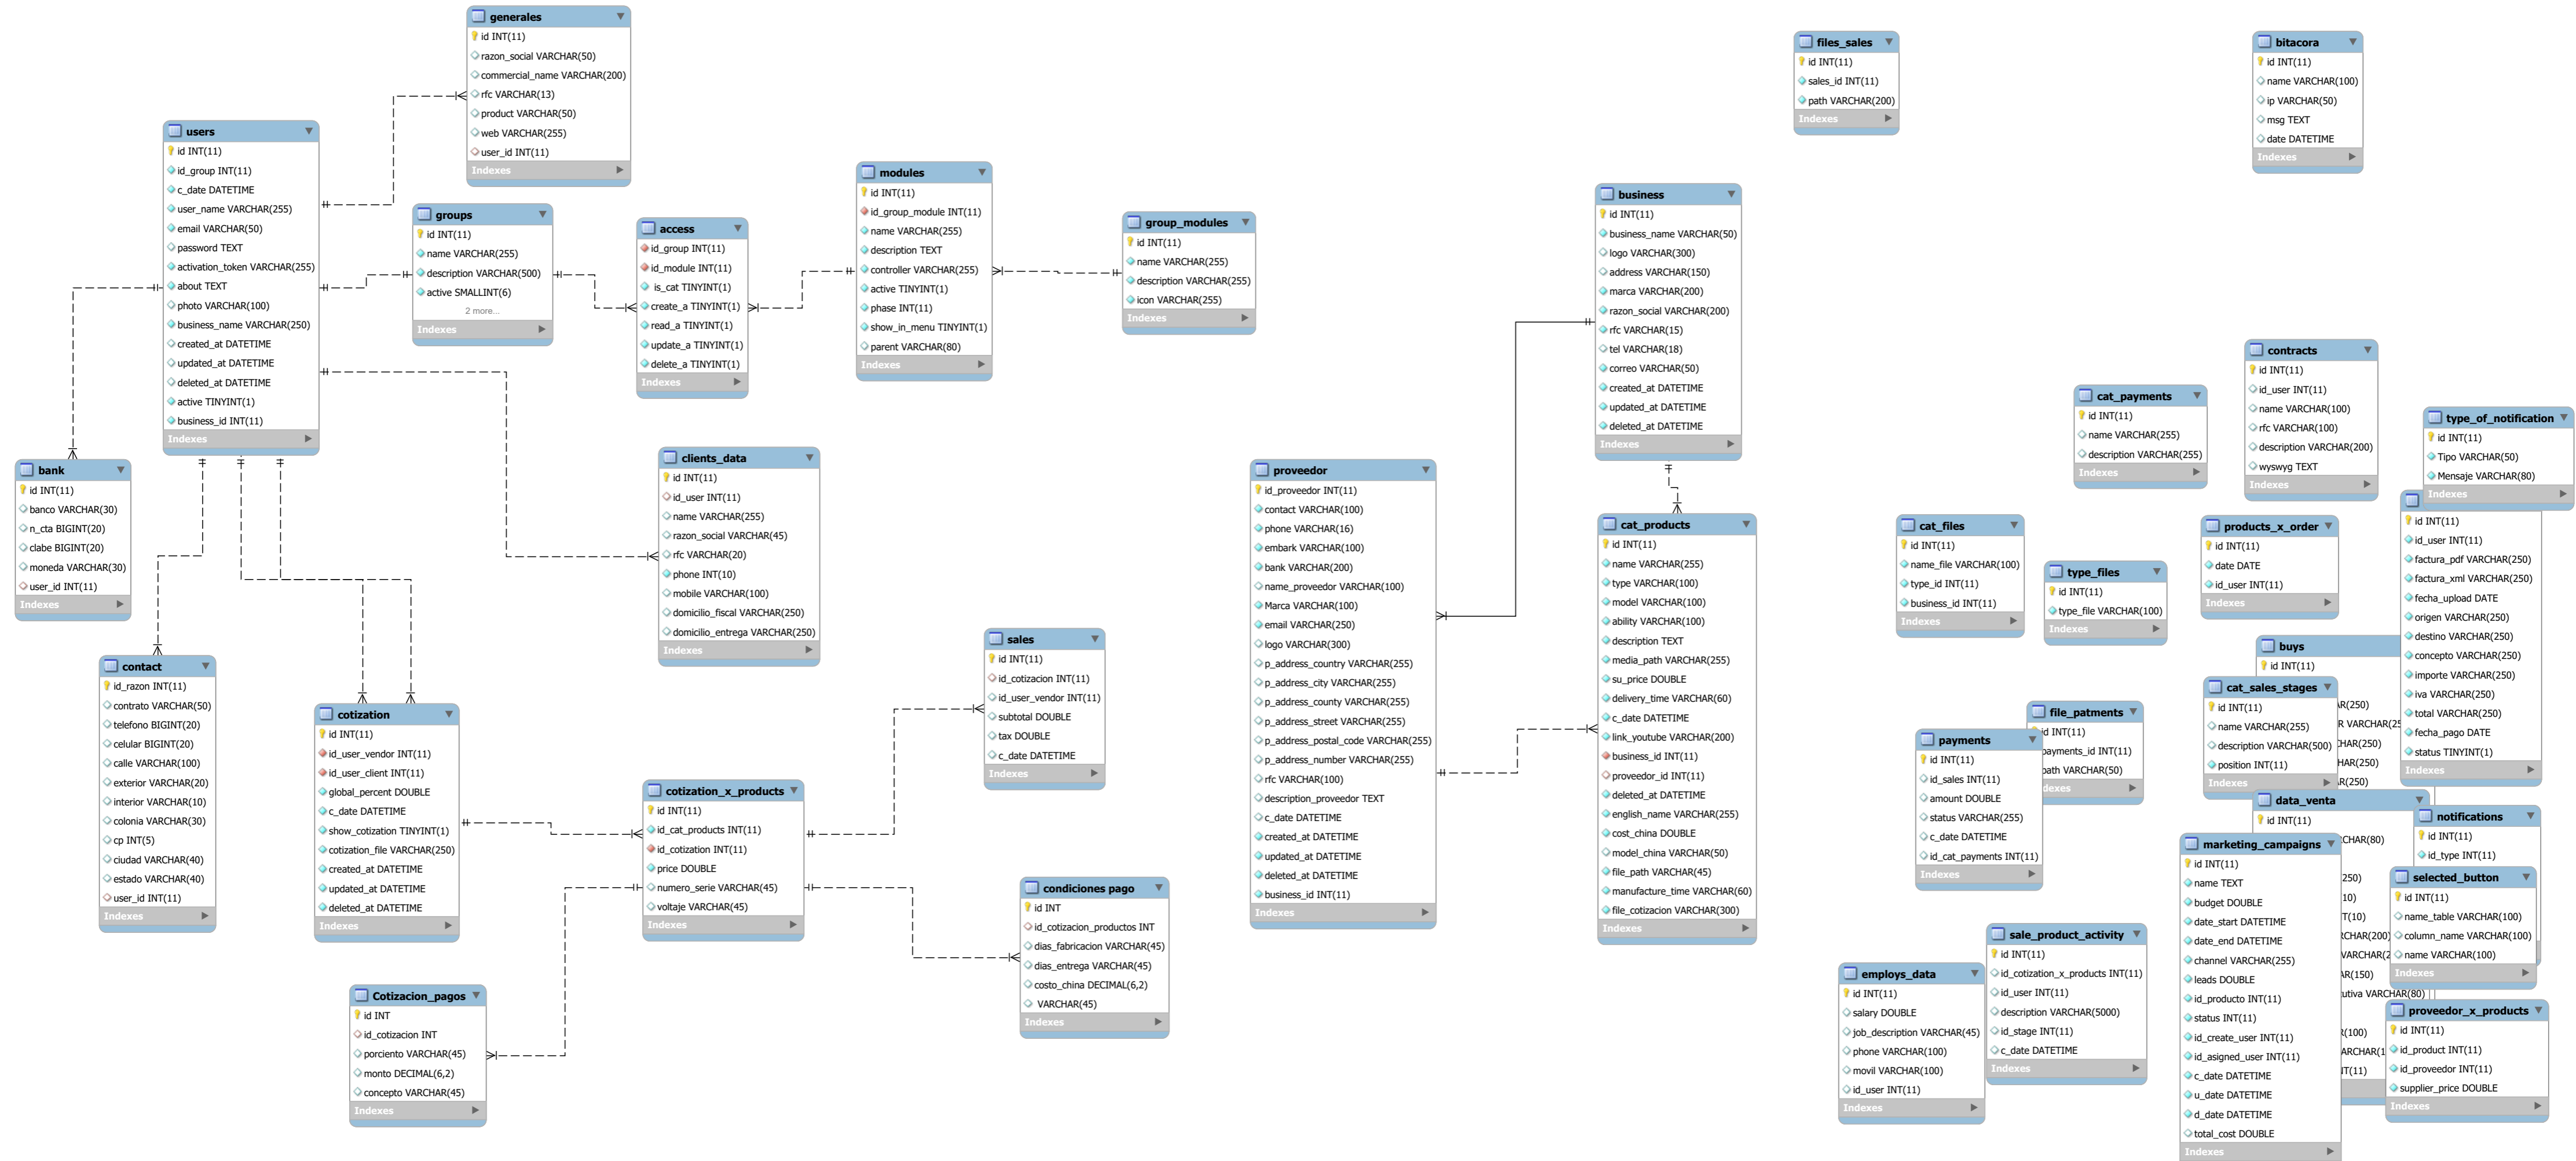 generales
id INT(11)
razon_social VARCHAR(50)
commercial_name VARCHAR(200)
rfc VARCHAR(13)
product VARCHAR(50)
web VARCHAR(255)
user_id INT(11)
Indexes
users
id INT(11)
id_group INT(11)
c_date DATETIME
user_name VARCHAR(255)
email VARCHAR(50)
password TEXT
activation_token VARCHAR(255)
about TEXT
photo VARCHAR(100)
business_name VARCHAR(250)
created_at DATETIME
updated_at DATETIME
deleted_at DATETIME
active TINYINT(1)
business_id INT(11)
Indexes
groups
id INT(11)
name VARCHAR(255)
description VARCHAR(500)
active SMALLINT(6)
2 more...
Indexes
access
id_group INT(11)
id_module INT(11)
is_cat TINYINT(1)
create_a TINYINT(1)
read_a TINYINT(1)
update_a TINYINT(1)
delete_a TINYINT(1)
Indexes
modules
id INT(11)
id_group_module INT(11)
name VARCHAR(255)
description TEXT
controller VARCHAR(255)
active TINYINT(1)
phase INT(11)
show_in_menu TINYINT(1)
parent VARCHAR(80)
Indexes
group_modules
id INT(11)
name VARCHAR(255)
description VARCHAR(255)
icon VARCHAR(255)
Indexes
bank
id INT(11)
banco VARCHAR(30)
n_cta BIGINT(20)
clabe BIGINT(20)
moneda VARCHAR(30)
user_id INT(11)
Indexes
contact
id_razon INT(11)
contrato VARCHAR(50)
telefono BIGINT(20)
celular BIGINT(20)
calle VARCHAR(100)
exterior VARCHAR(20)
interior VARCHAR(10)
colonia VARCHAR(30)
cp INT(5)
ciudad VARCHAR(40)
estado VARCHAR(40)
user_id INT(11)
Indexes
clients_data
id INT(11)
id_user INT(11)
name VARCHAR(255)
razon_social VARCHAR(45)
rfc VARCHAR(20)
phone INT(10)
mobile VARCHAR(100)
domicilio_fiscal VARCHAR(250)
domicilio_entrega VARCHAR(250)
Indexes
cotization
id INT(11)
id_user_vendor INT(11)
id_user_client INT(11)
global_percent DOUBLE
c_date DATETIME
show_cotization TINYINT(1)
cotization_file VARCHAR(250)
created_at DATETIME
updated_at DATETIME
deleted_at DATETIME
Indexes
cotization_x_products
id INT(11)
id_cat_products INT(11)
id_cotization INT(11)
price DOUBLE
numero_serie VARCHAR(45)
voltaje VARCHAR(45)
Indexes
sales
id INT(11)
id_cotizacion INT(11)
id_user_vendor INT(11)
subtotal DOUBLE
tax DOUBLE
c_date DATETIME
Indexes
condiciones pago
id INT
id_cotizacion_productos INT
dias_fabricacion VARCHAR(45)
dias_entrega VARCHAR(45)
costo_china DECIMAL(6,2)
VARCHAR(45)
Indexes
Cotizacion_pagos
id INT
id_cotizacion INT
porciento VARCHAR(45)
monto DECIMAL(6,2)
concepto VARCHAR(45)
Indexes
proveedor
id_proveedor INT(11)
contact VARCHAR(100)
phone VARCHAR(16)
embark VARCHAR(100)
bank VARCHAR(200)
name_proveedor VARCHAR(100)
Marca VARCHAR(100)
email VARCHAR(250)
logo VARCHAR(300)
p_address_country VARCHAR(255)
p_address_city VARCHAR(255)
p_address_county VARCHAR(255)
p_address_street VARCHAR(255)
p_address_postal_code VARCHAR(255)
p_address_number VARCHAR(255)
rfc VARCHAR(100)
description_proveedor TEXT
c_date DATETIME
created_at DATETIME
updated_at DATETIME
deleted_at DATETIME
business_id INT(11)
Indexes
business
id INT(11)
business_name VARCHAR(50)
logo VARCHAR(300)
address VARCHAR(150)
marca VARCHAR(200)
razon_social VARCHAR(200)
rfc VARCHAR(15)
tel VARCHAR(18)
correo VARCHAR(50)
created_at DATETIME
updated_at DATETIME
deleted_at DATETIME
Indexes
cat_products
id INT(11)
name VARCHAR(255)
type VARCHAR(100)
model VARCHAR(100)
ability VARCHAR(100)
description TEXT
media_path VARCHAR(255)
su_price DOUBLE
delivery_time VARCHAR(60)
c_date DATETIME
link_youtube VARCHAR(200)
business_id INT(11)
proveedor_id INT(11)
deleted_at DATETIME
english_name VARCHAR(255)
cost_china DOUBLE
model_china VARCHAR(50)
file_path VARCHAR(45)
manufacture_time VARCHAR(60)
file_cotizacion VARCHAR(300)
Indexes
files_sales
id INT(11)
sales_id INT(11)
path VARCHAR(200)
Indexes
bitacora
id INT(11)
name VARCHAR(100)
ip VARCHAR(50)
msg TEXT
date DATETIME
Indexes
contracts
id INT(11)
id_user INT(11)
name VARCHAR(100)
rfc VARCHAR(100)
description VARCHAR(200)
wyswyg TEXT
Indexes
cat_payments
id INT(11)
name VARCHAR(255)
description VARCHAR(255)
Indexes
type_of_notification
id INT(11)
Tipo VARCHAR(50)
Mensaje VARCHAR(80)
Indexes
id INT(11)
id_user INT(11)
factura_pdf VARCHAR(250)
factura_xml VARCHAR(250)
fecha_upload DATE
origen VARCHAR(250)
destino VARCHAR(250)
concepto VARCHAR(250)
importe VARCHAR(250)
iva VARCHAR(250)
total VARCHAR(250)
fecha_pago DATE
status TINYINT(1)
Indexes
cat_files
id INT(11)
name_file VARCHAR(100)
type_id INT(11)
business_id INT(11)
Indexes
type_files
id INT(11)
type_file VARCHAR(100)
Indexes
products_x_order
id INT(11)
date DATE
id_user INT(11)
Indexes
buys
id INT(11)
cat_sales_stages
id INT(11)
name VARCHAR(255)
description VARCHAR(500)
position INT(11)
Indexes
file_patments
id INT(11)
payments_id INT(11)
path VARCHAR(50)
Indexes
payments
id INT(11)
id_sales INT(11)
amount DOUBLE
status VARCHAR(255)
c_date DATETIME
id_cat_payments INT(11)
Indexes
data_venta
id INT(11)
notifications
id INT(11)
id_type INT(11)
marketing_campaigns
id INT(11)
name TEXT
budget DOUBLE
date_start DATETIME
date_end DATETIME
channel VARCHAR(255)
leads DOUBLE
id_producto INT(11)
status INT(11)
id_create_user INT(11)
id_asigned_user INT(11)
c_date DATETIME
u_date DATETIME
d_date DATETIME
total_cost DOUBLE
Indexes
selected_button
id INT(11)
name_table VARCHAR(100)
column_name VARCHAR(100)
name VARCHAR(100)
Indexes
proveedor_x_products
id INT(11)
id_product INT(11)
id_proveedor INT(11)
supplier_price DOUBLE
Indexes
sale_product_activity
id INT(11)
id_cotization_x_products INT(11)
id_user INT(11)
description VARCHAR(5000)
id_stage INT(11)
c_date DATETIME
Indexes
employs_data
id INT(11)
salary DOUBLE
job_description VARCHAR(45)
phone VARCHAR(100)
movil VARCHAR(100)
id_user INT(11)
Indexes